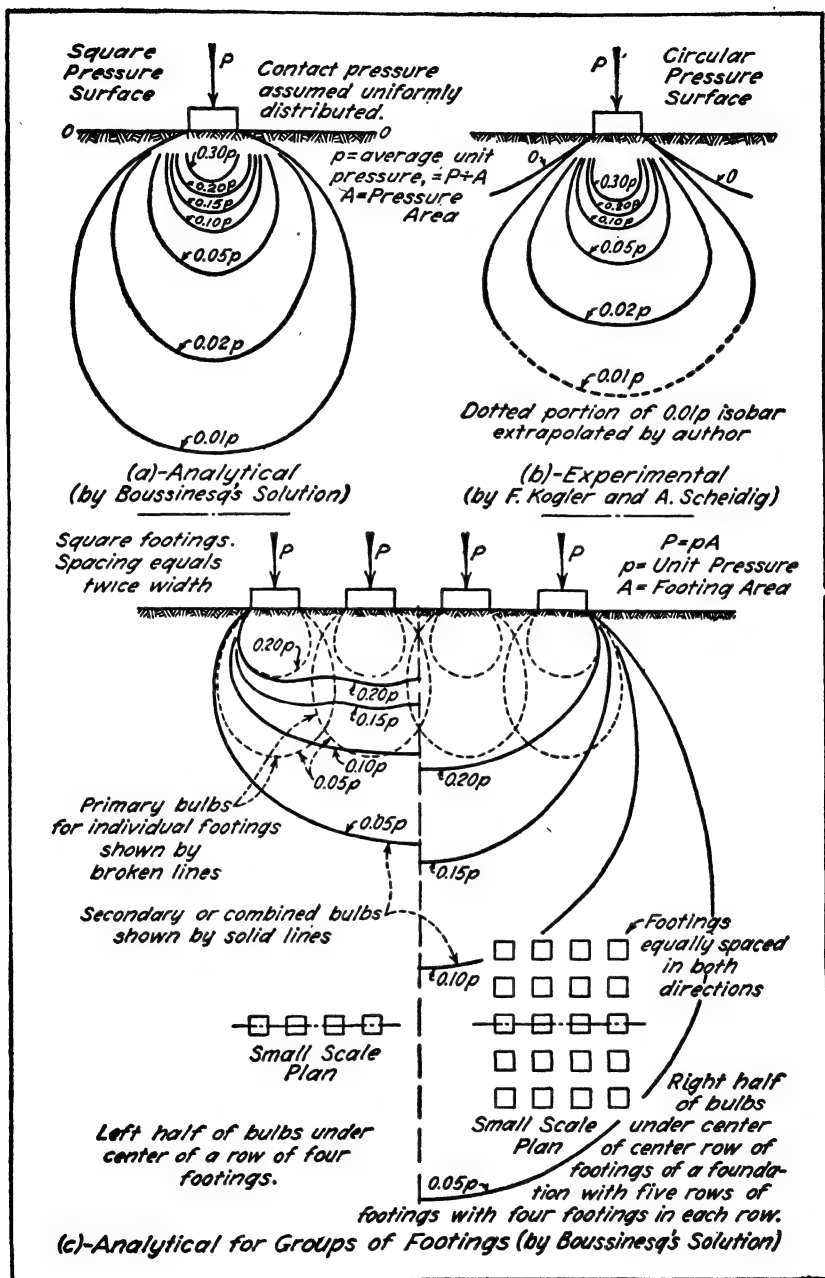 Square
Pressure
Surface
P
Contact pressure
assumed uniformly
distributed.
O
O
0.30p
0.20p
0.15p
0.10p
0.05p
0.02p
0.01p
p=average unit
pressure,=P÷A
A=Pressure
Area
(a)-Analytical
(by Boussinesq's Solution)
P
Circular
Pressure
Surface
O
O
0.30p
0.20p
0.10p
0.05p
0.02p
0.01p
Dotted portion of 0.01p isobar
extrapolated by author
(b)-Experimental
(by F. Kogler and A. Scheidig)
Square footings.
Spacing equals
twice width
P
P
P
P
P=pA
p=Unit Pressure
A=Footing Area
0.20p
0.20p
0.15p
0.10p
0.05p
0.05p
0.20p
0.15p
0.10p
0.05p
Primary bulbs
for individual footings
shown by
broken lines
Secondary or combined bulbs
shown by solid lines
Footings
equally spaced
in both
directions
Small Scale
Plan
Small Scale
Plan
Left half of bulbs under
center of a row of four
footings.
Right half
of bulbs
under center
of center row of
footings of a founda-
tion with five rows of
footings with four footings in each row.
(c)-Analytical for Groups of Footings (by Boussinesq's Solution)